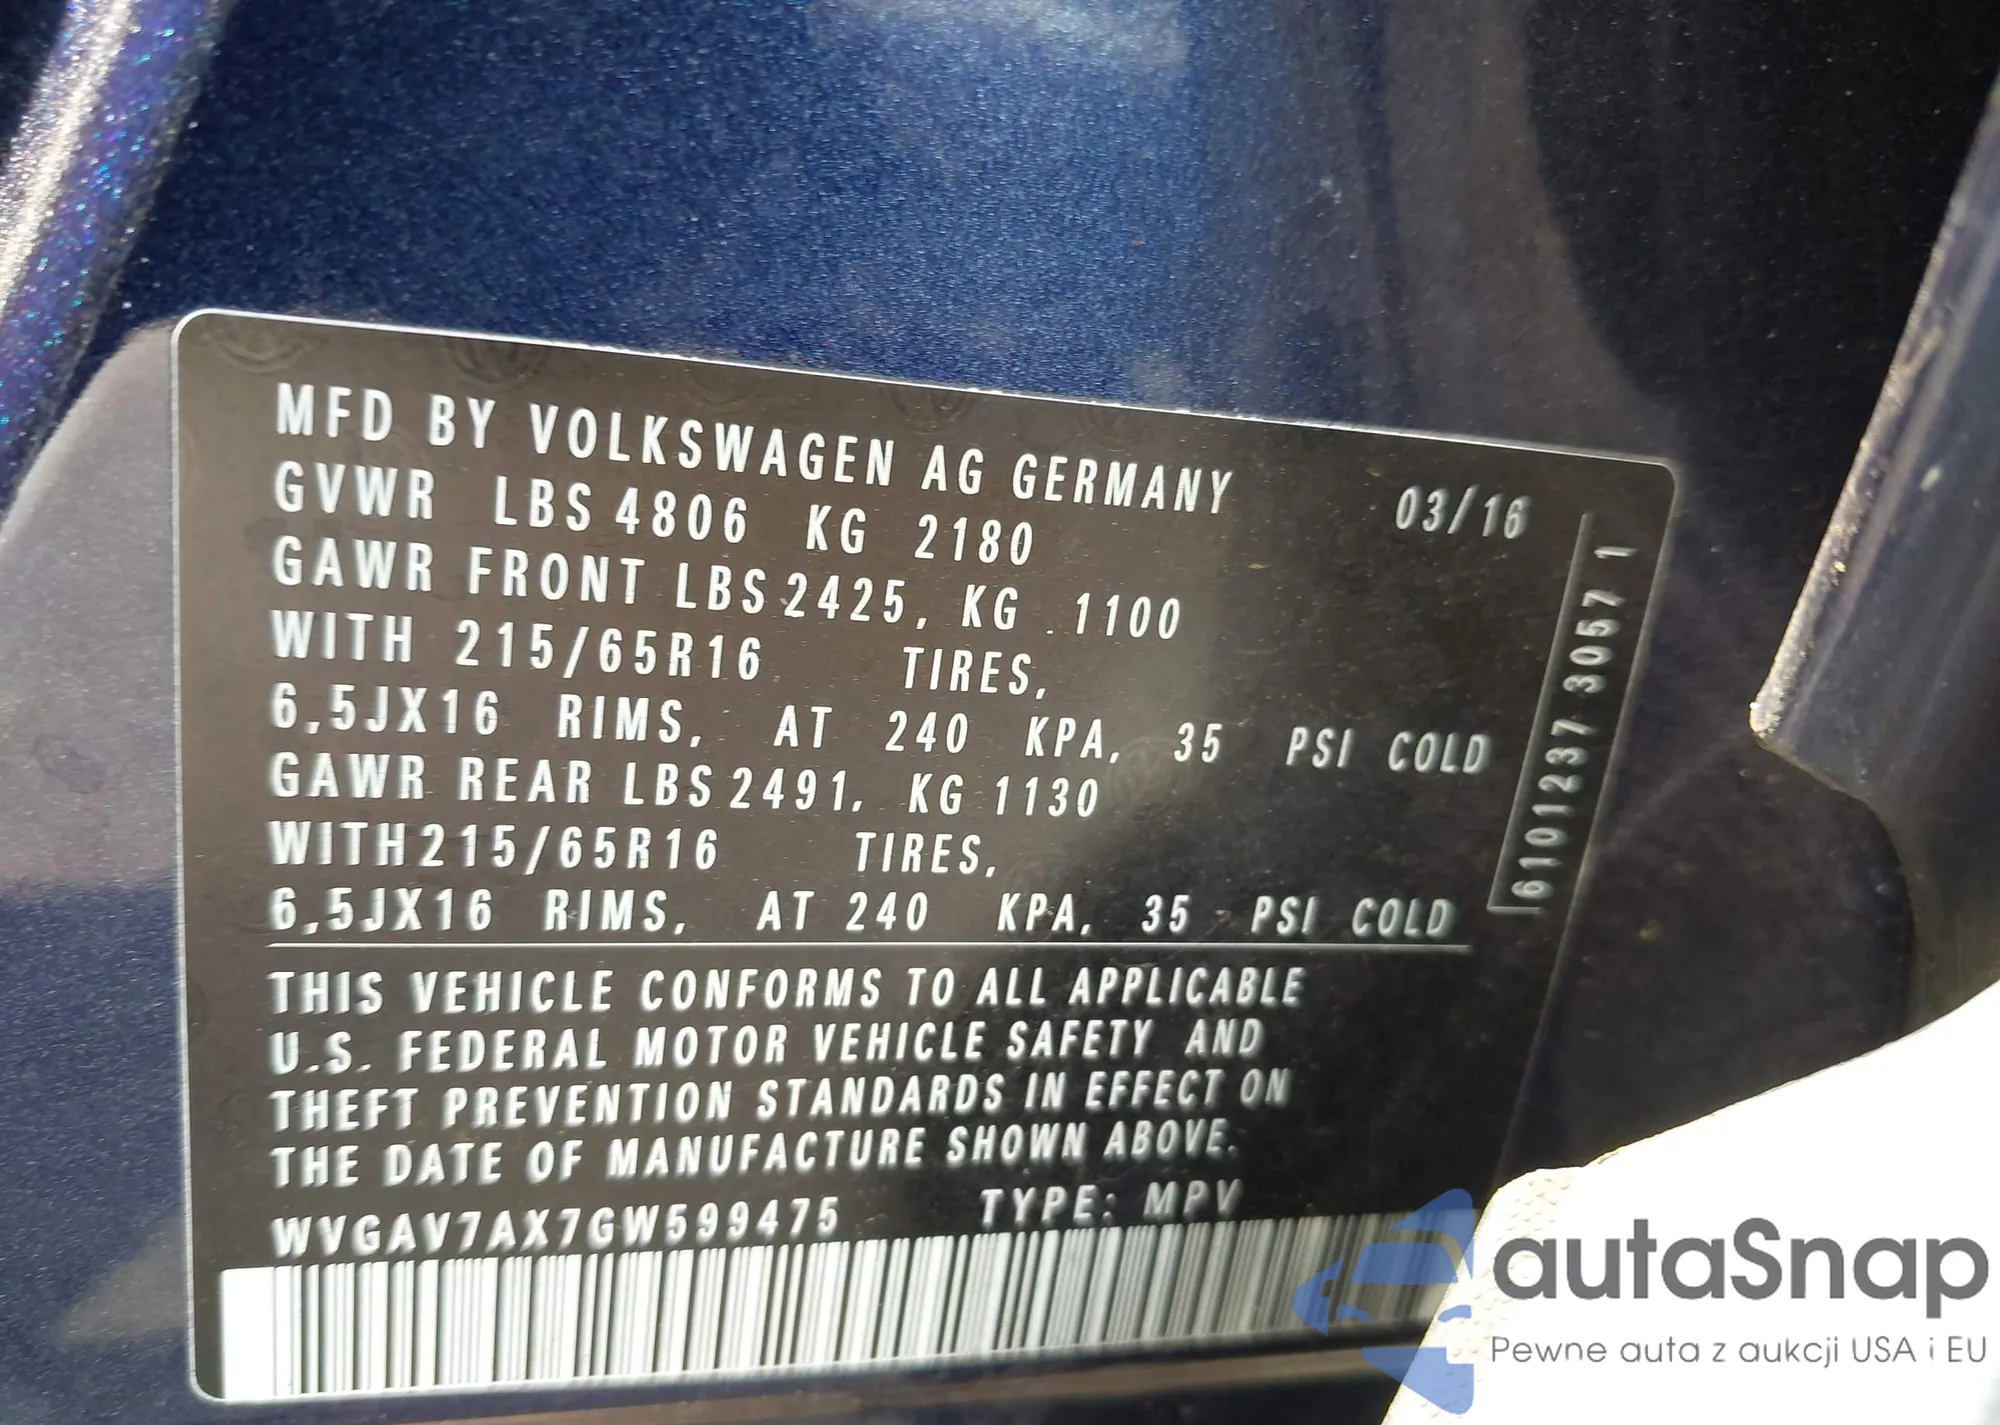 MFD BY VOLKSWAGEN AG GERMANY 03/16
GVWR LBS 4806 KG 2180
GAWR FRONT LBS 2425, KG 1100
WITH 215/65R16 TIRES,
6,5JX16 RIMS, AT 240 KPA, 35 PSI COLD
GAWR REAR LBS 2491, KG 1130
WITH 215/65R16 TIRES,
6,5JX16 RIMS, AT 240 KPA, 35 PSI COLD
6101237 3057 1
THIS VEHICLE CONFORMS TO ALL APPLICABLE
U.S. FEDERAL MOTOR VEHICLE SAFETY AND
THEFT PREVENTION STANDARDS IN EFFECT ON
THE DATE OF MANUFACTURE SHOWN ABOVE.
WVGAV7AX7GW599475 TYPE: MPV
autaSnap
Pewne auta z aukcji USA i EU